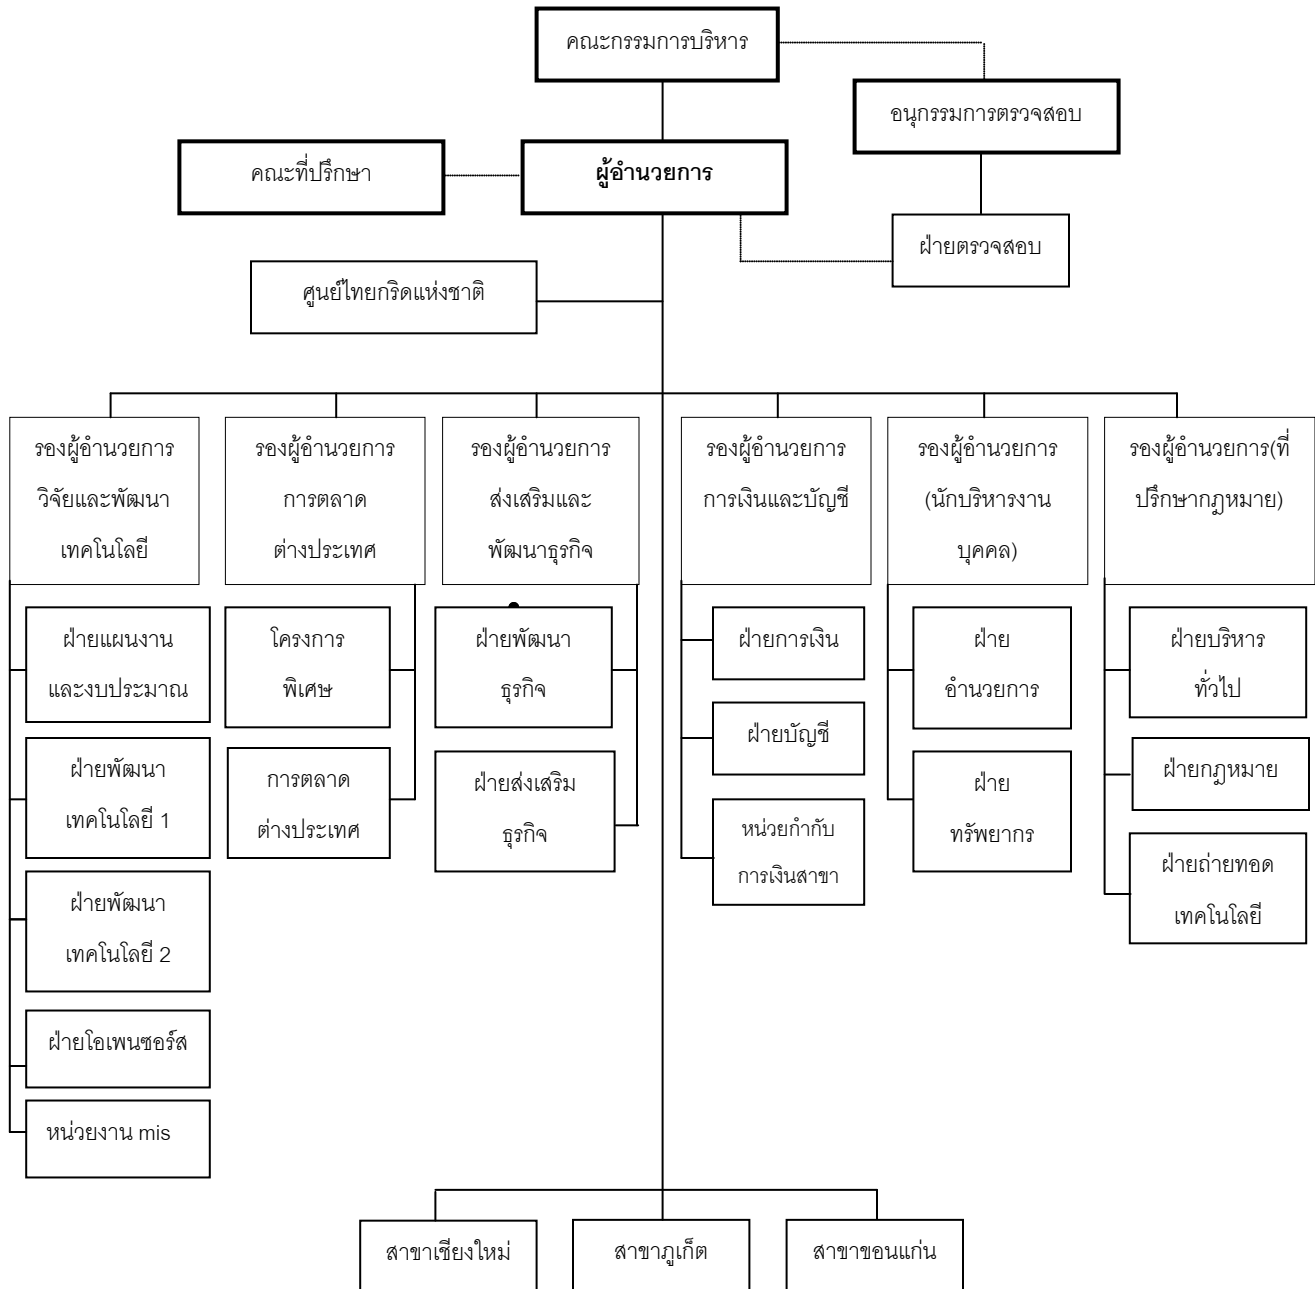 คณะกรรมการบริหาร
อนุกรรมการตรวจสอบ
คณะที่ปรึกษา
ผู้อำนวยการ
ฝ่ายตรวจสอบ
ศูนย์ไทยกริดแห่งชาติ
รองผู้อำนวยการ
วิจัยและพัฒนา
เทคโนโลยี
รองผู้อำนวยการ
การตลาด
ต่างประเทศ
รองผู้อำนวยการ
ส่งเสริมและ
พัฒนาธุรกิจ
รองผู้อำนวยการ
การเงินและบัญชี
รองผู้อำนวยการ
(นักบริหารงาน
บุคคล)
รองผู้อำนวยการ(ที่
ปรึกษากฎหมาย)
ฝ่ายแผนงาน
และงบประมาณ
ฝ่ายพัฒนา
เทคโนโลยี 1
ฝ่ายพัฒนา
เทคโนโลยี 2
ฝ่ายโอเพนซอร์ส
หน่วยงาน mis
โครงการ
พิเศษ
การตลาด
ต่างประเทศ
ฝ่ายพัฒนา
ธุรกิจ
ฝ่ายส่งเสริม
ธุรกิจ
ฝ่ายการเงิน
ฝ่ายบัญชี
หน่วยกำกับ
การเงินสาขา
ฝ่าย
อำนวยการ
ฝ่าย
ทรัพยากร
ฝ่ายบริหาร
ทั่วไป
ฝ่ายกฎหมาย
ฝ่ายถ่ายทอด
เทคโนโลยี
สาขาเชียงใหม่
สาขาภูเก็ต
สาขาขอนแก่น